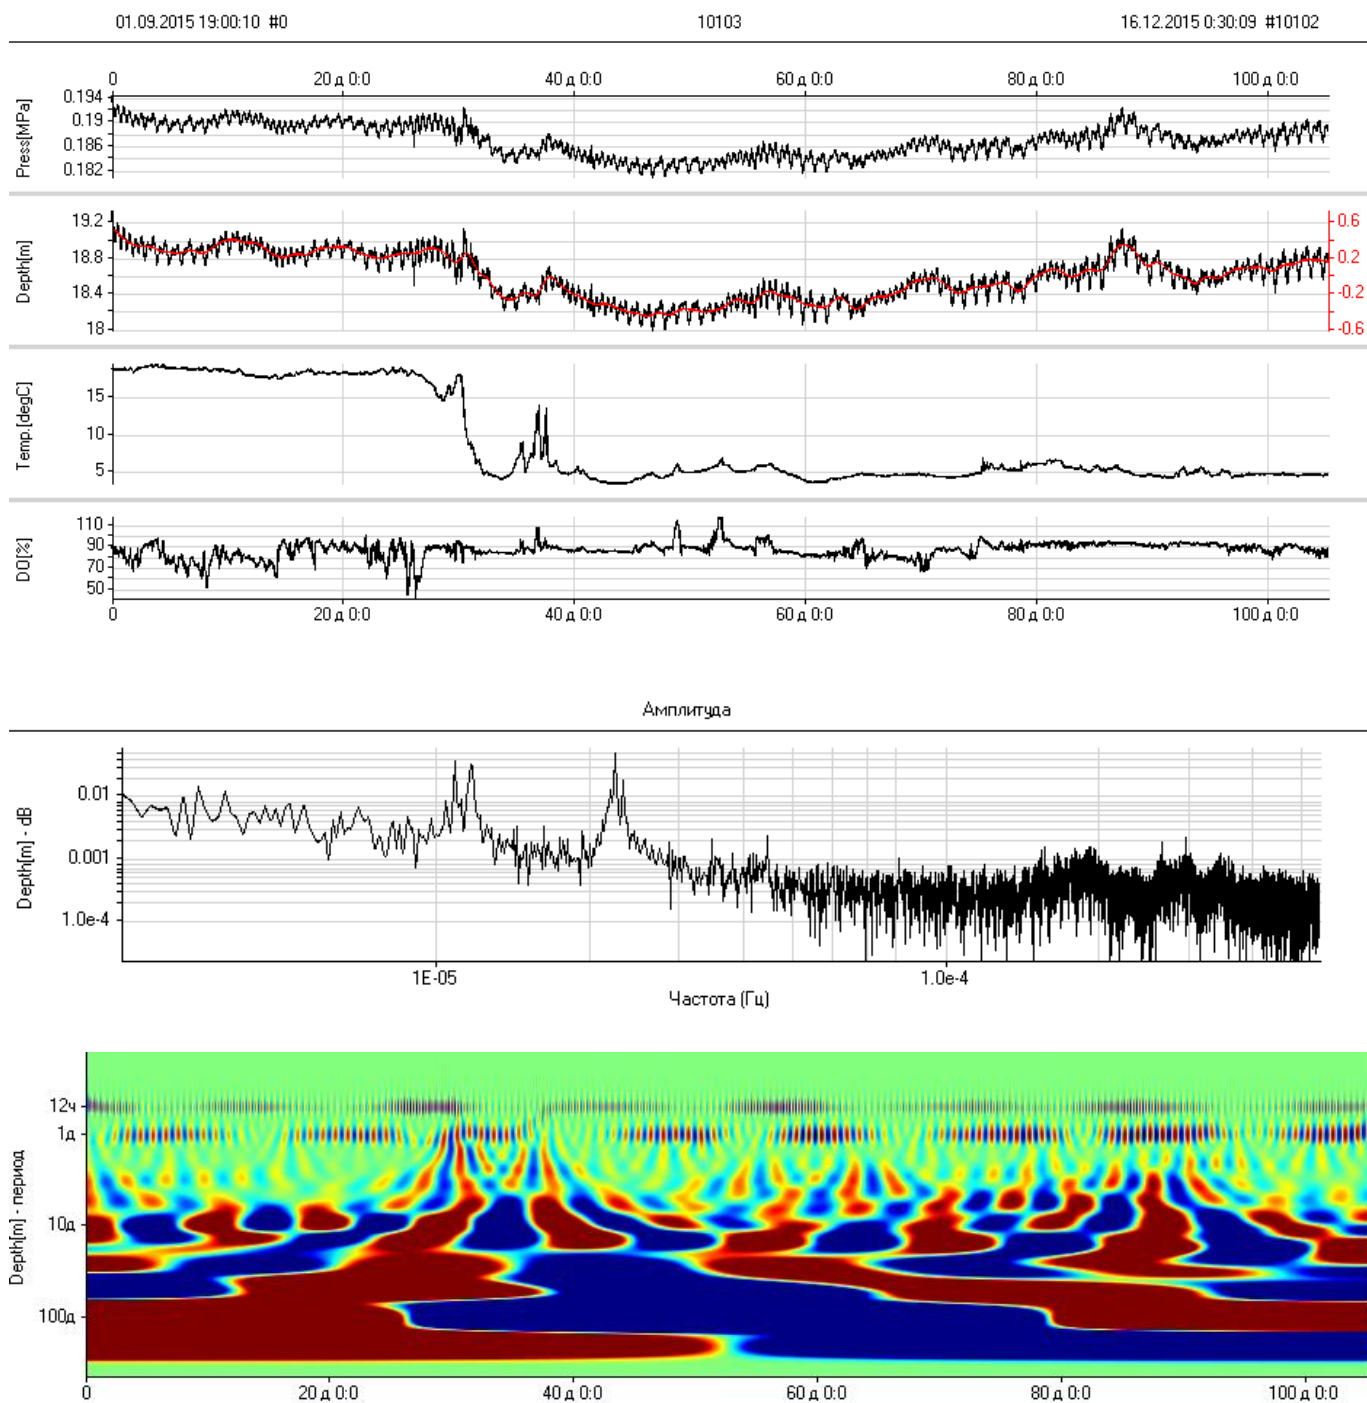 01.09.2015 19:00:10 #0 10103 16.12.2015 0:30:09 #10102
0 20 д 0:0 40 д 0:0 60 д 0:0 80 д 0:0 100 д 0:0
Press[MPa]
0.194
0.19
0.186
0.182
Depth[m]
19.2
18.8
18.4
18
0.6
0.2
-0.2
-0.6
Temp.[degC]
15
10
5
DO[%]
110
90
70
50
0 20 д 0:0 40 д 0:0 60 д 0:0 80 д 0:0 100 д 0:0
Амплитуда
Depth[m] - dB
0.01
0.001
1.0e-4
1E-05 1.0e-4
Частота (Гц)
Depth[m] - период
12ч
1д
10д
100д
0 20 д 0:0 40 д 0:0 60 д 0:0 80 д 0:0 100 д 0:0